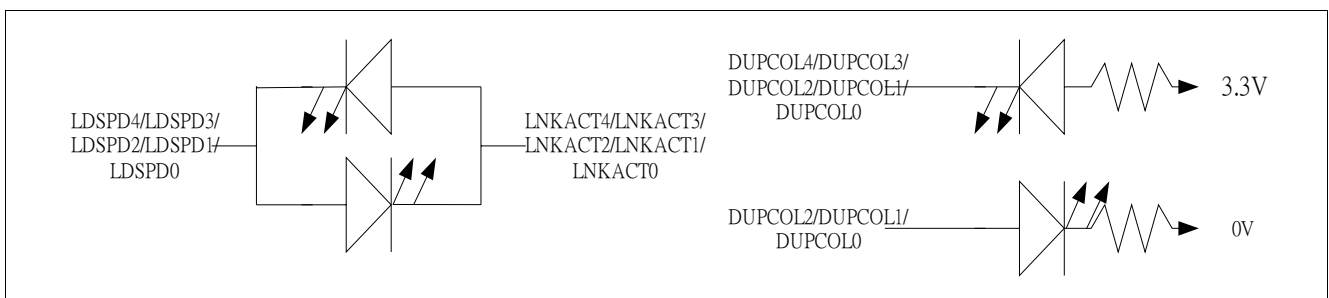 LDSPD4/LDSPD3/
LDSPD2/LDSPD1/
LDSPD0
LNKACT4/LNKACT3/
LNKACT2/LNKACT1/
LNKACT0
DUPCOL4/DUPCOL3/
DUPCOL2/DUPCOL1/
DUPCOL0
3.3V
DUPCOL2/DUPCOL1/
DUPCOL0
0V